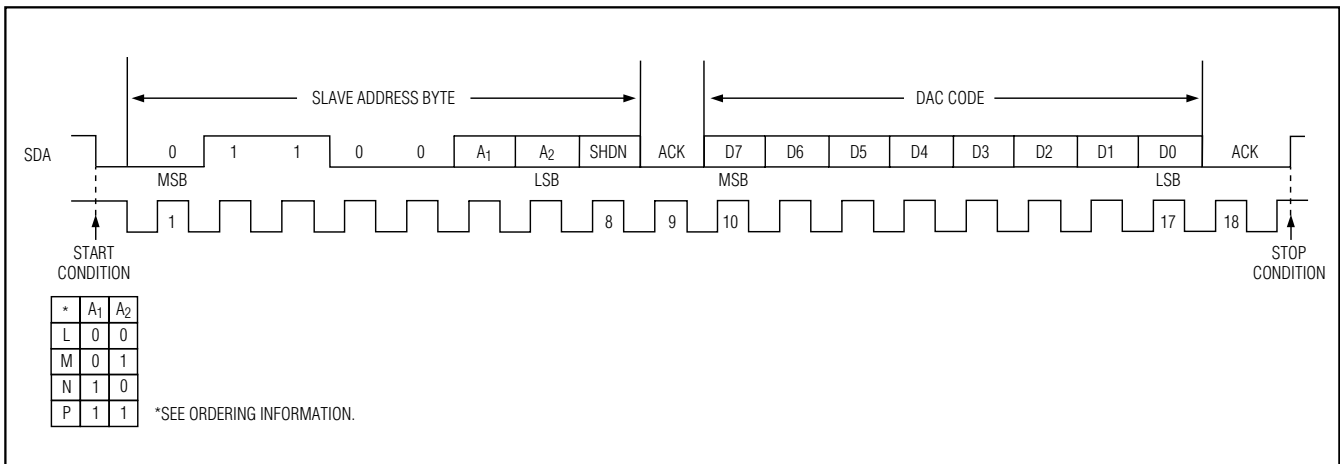 SLAVE ADDRESS BYTE DAC CODE
SDA 0 1 1 0 0 A1 A2 SHDN ACK D7 D6 D5 D4 D3 D2 D1 D0 ACK
MSB LSB MSB LSB
1 8 9 10 17 18
START CONDITION
STOP CONDITION
* A1 A2
L 0 0
M 0 1
N 1 0
P 1 1
*SEE ORDERING INFORMATION.